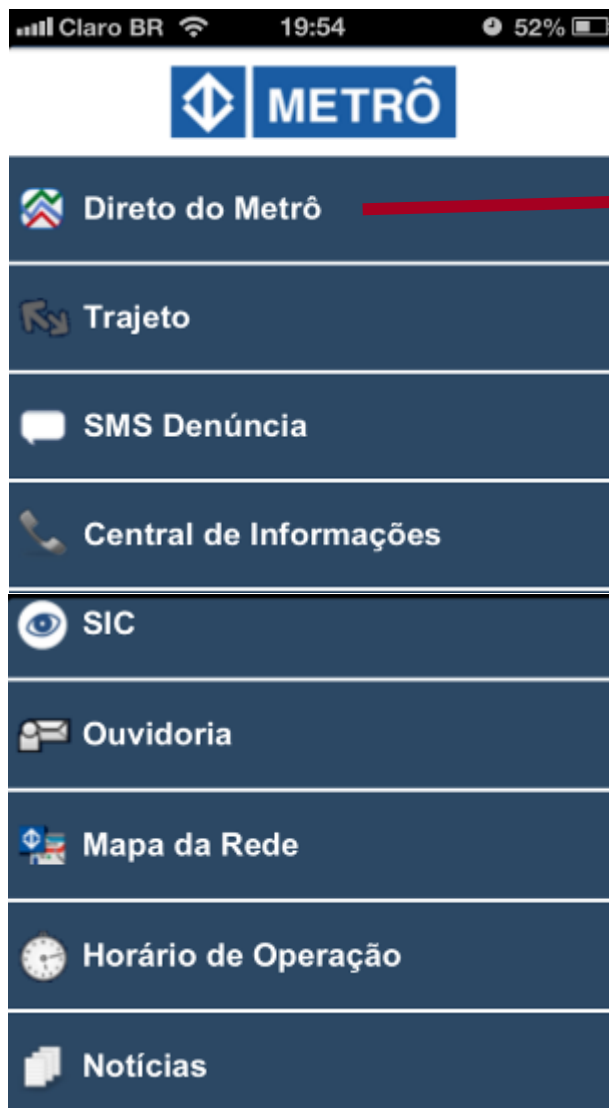 Claro BR 19:54 52%
METRÔ
Direto do Metrô
Trajeto
SMS Denúncia
Central de Informações
SIC
Ouvidoria
Mapa da Rede
Horário de Operação
Notícias